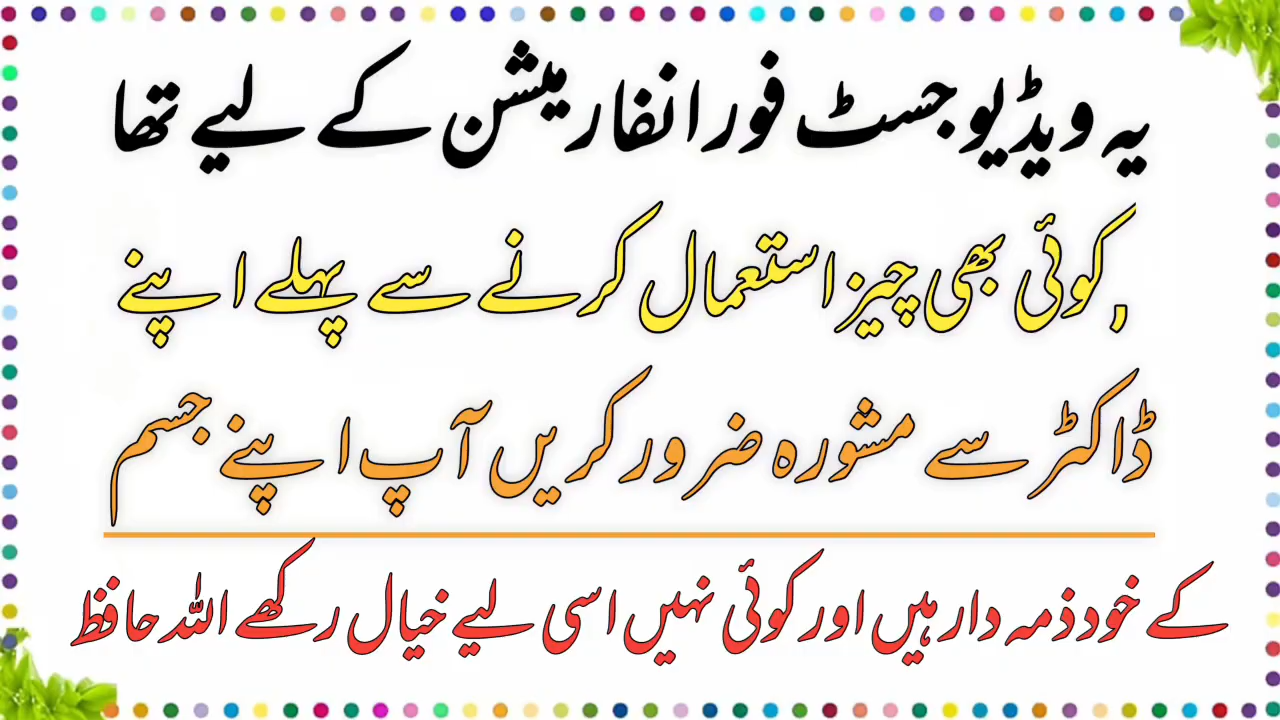 یہ ویڈیو جسٹ فور انفارمیشن کے لیے تھا
, کوئی بھی چیز استعمال کرنے سے پہلے اپنے
ڈاکٹر سے مشورہ ضرور کریں آپ اپنے جسم
کے خود ذمہ دار ہیں اور کوئی نہیں اسی لیے خیال رکھے اللہ حافظ